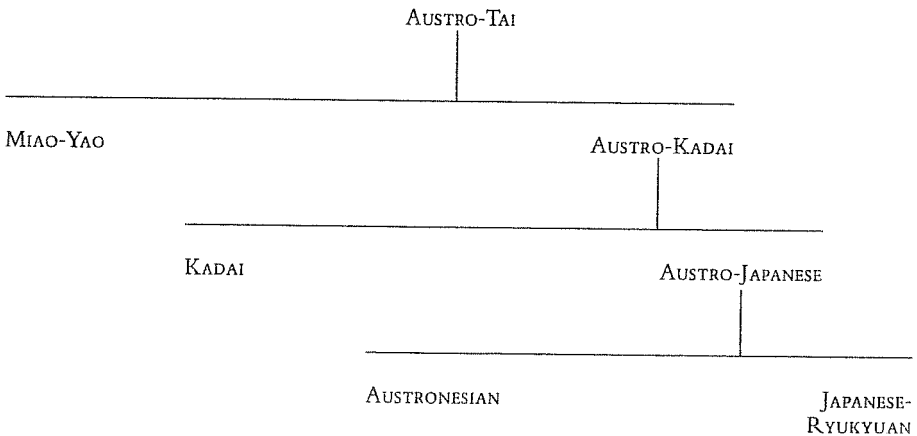 AUSTRO-TAI
MIAO-YAO
AUSTRO-KADAI
KADAI
AUSTRO-JAPANESE
AUSTRONESIAN
JAPANESE-
RYUKYUAN